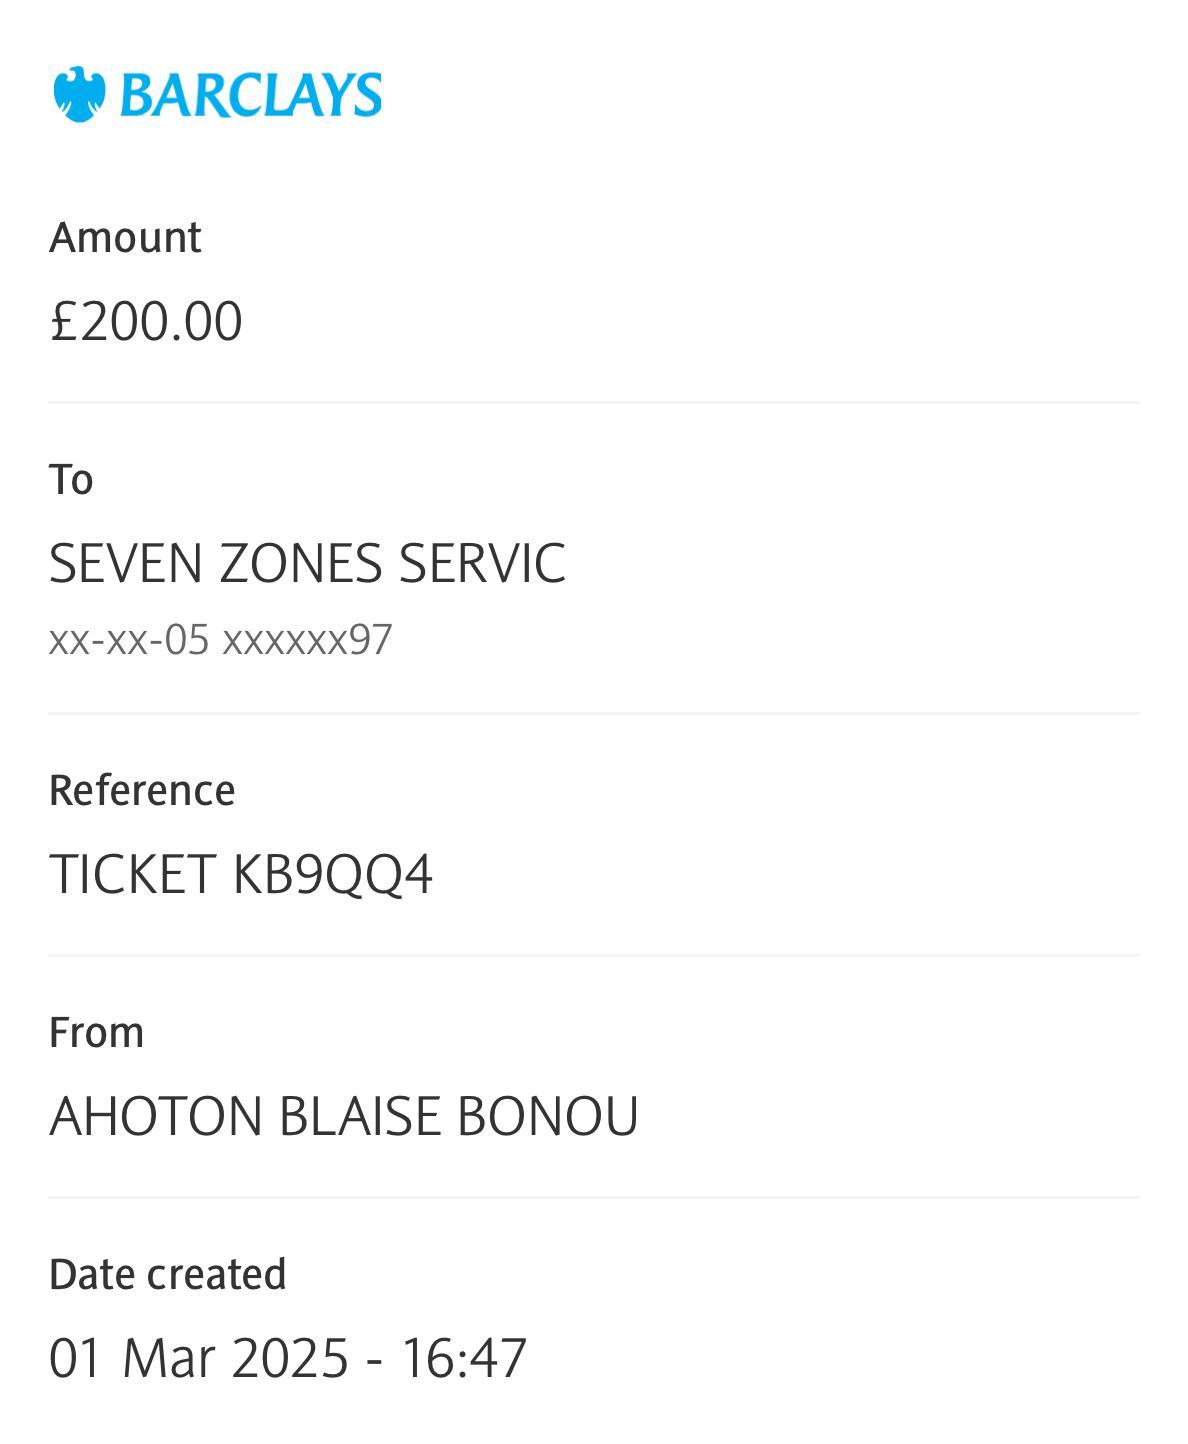 BARCLAYS
Amount
£200.00
To
SEVEN ZONES SERVIC
xx-xx-05 xxxxxx97
Reference
TICKET KB9QQ4
From
AHOTON BLAISE BONOU
Date created
01 Mar 2025 - 16:47